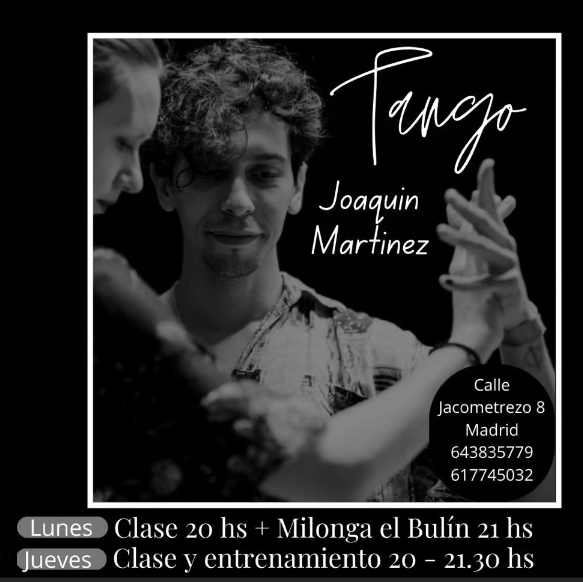 Tango
Joaquin
Martinez
Calle
Jacometrezo 8
Madrid
643835779
617745032
Lunes Clase 20 hs + Milonga el Bulín 21 hs
Jueves Clase y entrenamiento 20 - 21.30 hs